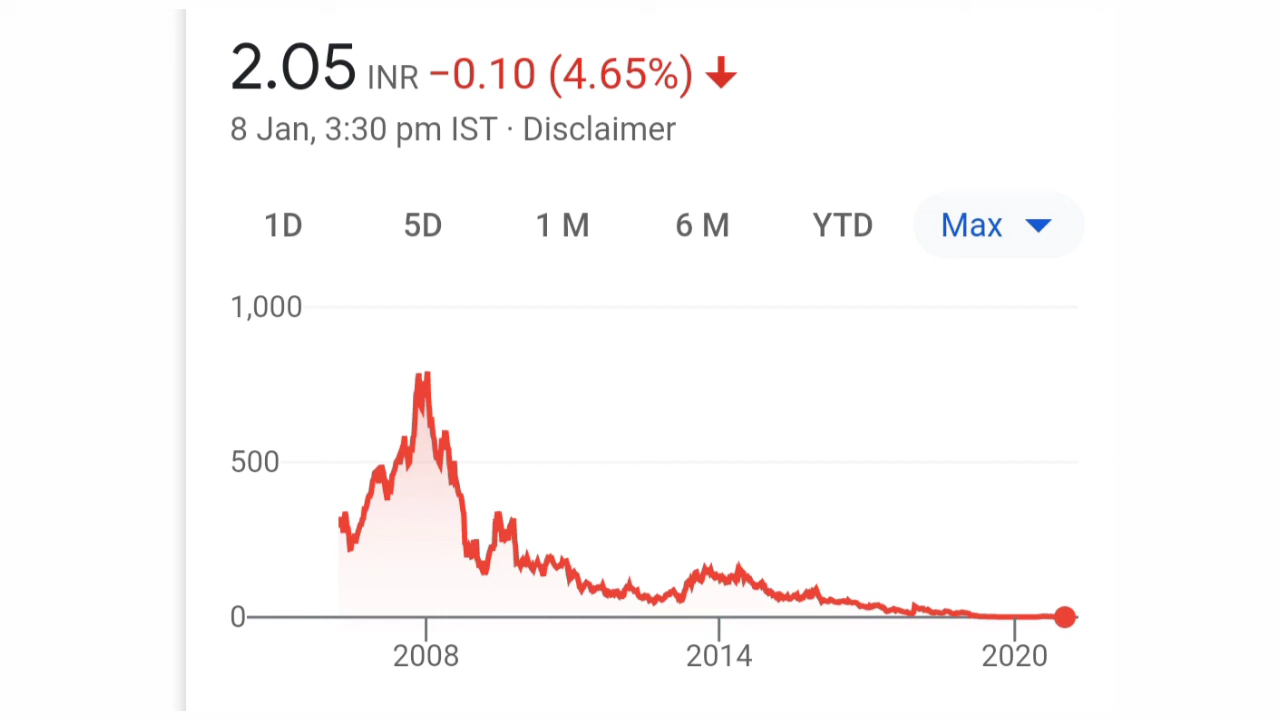 2.05 INR −0.10 (4.65%) ↓
8 Jan, 3:30 pm IST · Disclaimer
1D 5D 1 M 6 M YTD Max
1,000
500
0
2008 2014 2020